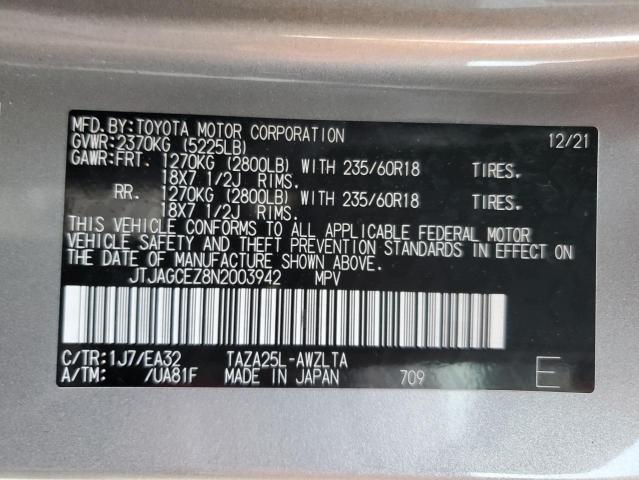 MFD. BY: TOYOTA MOTOR CORPORATION 12/21
GVWR: 2370KG (5225LB)
GAWR: FRT. 1270KG (2800LB) WITH 235/60R18 TIRES.
18X7 1/2J RIMS.
RR. 1270KG (2800LB) WITH 235/60R18 TIRES.
18X7 1/2J RIMS.
THIS VEHICLE CONFORMS TO ALL APPLICABLE FEDERAL MOTOR
VEHICLE SAFETY AND THEFT PREVENTION STANDARDS IN EFFECT ON
THE DATE OF MANUFACTURE SHOWN ABOVE.
JTJAGCEZ8N2003942 MPV
C/TR: 1J7/EA32 TAZA25L-AWZLTA
A/TM: /UA81F MADE IN JAPAN 709 E